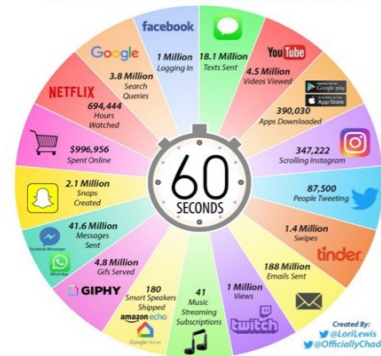 facebook
1 Million
Logging In
18.1 Million
Texts Sent
YouTube
4.5 Million
Videos Viewed
Google play
App Store
390,030
Apps Downloaded
347,222
Scrolling Instagram
87,500
People Tweeting
1.4 Million
Swipes
tinder
188 Million
Emails Sent
1 Million
Views
twitch
41
Music
Streaming
Subscriptions
180
Smart Speakers
Shipped
amazon echo
Google Home
4.8 Million
Gifs Served
GIPHY
41.6 Million
Messages
Sent
Facebook Messenger
WhatsApp
2.1 Million
Snaps
Created
$996,956
Spent Online
NETFLIX
694,444
Hours
Watched
Google
3.8 Million
Search
Queries
60
SECONDS
Created By:
@LoriLewis
@OfficiallyChad